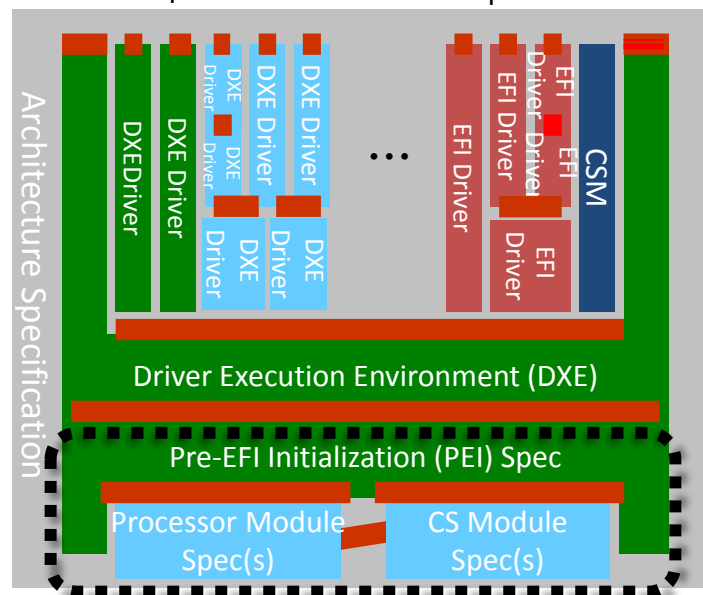 Architecture Specification
DXEDriver
DXE Driver
DXE
Driver
DXE
Driver
DXE Driver
DXE Driver
DXE
Driver
DXE
Driver
...
EFI Driver
EFI Driver
EFI
Driver
EFI
Driver
EFI
Driver
CSM
Driver Execution Environment (DXE)
Pre-EFI Initialization (PEI) Spec
Processor Module
Spec(s)
CS Module
Spec(s)